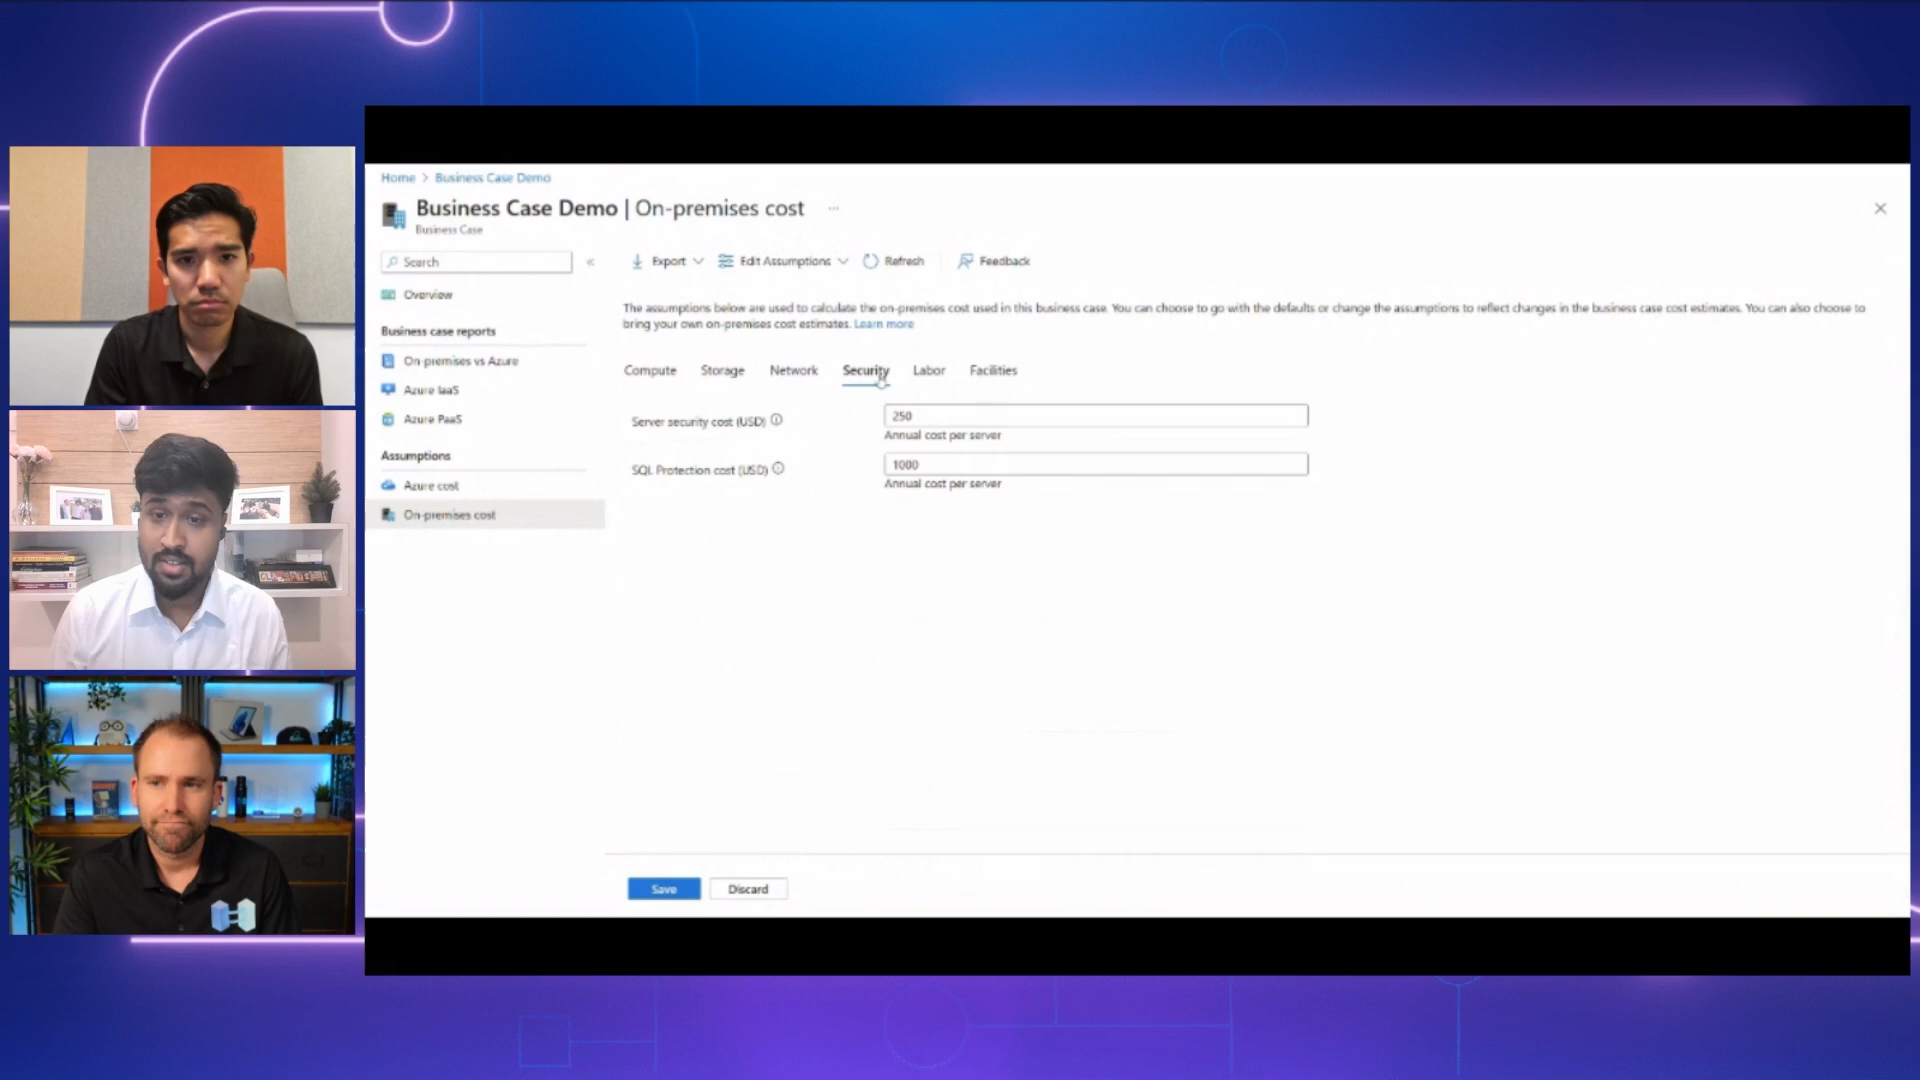 Home > Business Case Demo
Business Case Demo | On-premises cost ...
Business Case
Search
«
Export
Edit Assumptions
Refresh
Feedback
Overview
Business case reports
On-premises vs Azure
Azure IaaS
Azure PaaS
Assumptions
Azure cost
On-premises cost
The assumptions below are used to calculate the on-premises cost used in this business case. You can choose to go with the defaults or change the assumptions to reflect changes in the business case cost estimates. You can also choose to
bring your own on-premises cost estimates. Learn more
Compute Storage Network Security Labor Facilities
Server security cost (USD)
250
Annual cost per server
SQL Protection cost (USD)
1000
Annual cost per server
Save
Discard